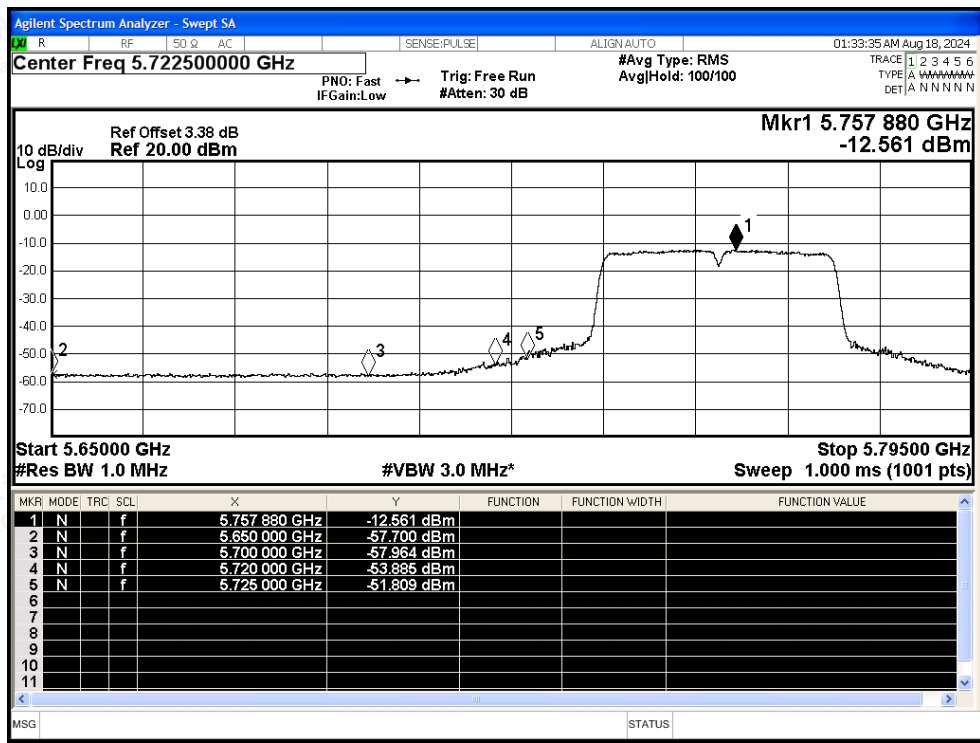 Agilent Spectrum Analyzer - Swept SA
LXI R RF 50 Ω AC SENSE:PULSE ALIGN AUTO 01:33:35 AM Aug 18, 2024
Center Freq 5.722500000 GHz
PNO: Fast
IFGain:Low
Trig: Free Run
#Atten: 30 dB
#Avg Type: RMS
Avg|Hold: 100/100
TRACE 1 2 3 4 5 6
TYPE A WWWWW
DET A N N N N N
Mkr1 5.757 880 GHz
-12.561 dBm
Ref Offset 3.38 dB
10 dB/div Ref 20.00 dBm
Log
10.0
0.00
-10.0
-20.0
-30.0
-40.0
-50.0
-60.0
-70.0
1
2
3
4
5
Start 5.65000 GHz Stop 5.79500 GHz
#Res BW 1.0 MHz #VBW 3.0 MHz* Sweep 1.000 ms (1001 pts)
MKR MODE TRC SCL X Y FUNCTION FUNCTION WIDTH FUNCTION VALUE
1 N f 5.757 880 GHz -12.561 dBm
2 N f 5.650 000 GHz -57.700 dBm
3 N f 5.700 000 GHz -57.964 dBm
4 N f 5.720 000 GHz -53.885 dBm
5 N f 5.725 000 GHz -51.809 dBm
6
7
8
9
10
11
MSG STATUS